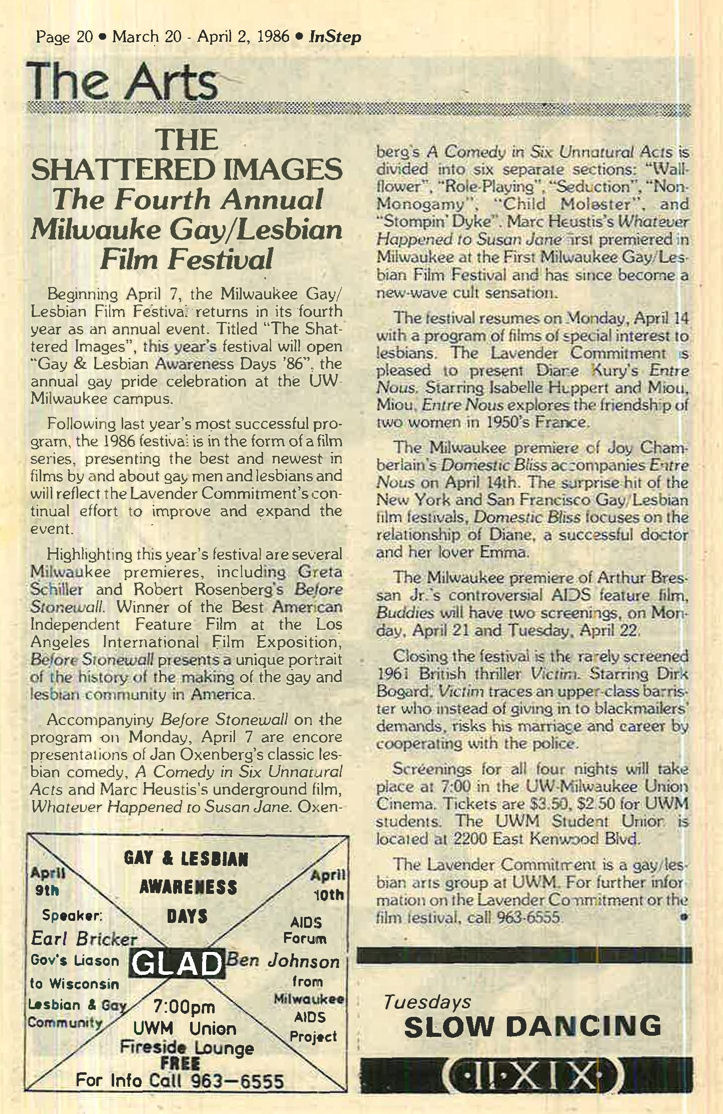 Page 20 • March 20 - April 2, 1986 • InStep
The Arts
THE
SHATTERED IMAGES
The Fourth Annual
Milwauke Gay/Lesbian
Film Festival
Beginning April 7, the Milwaukee Gay/
Lesbian Film Festival returns in its fourth
year as an annual event. Titled "The Shat-
tered Images", this year's festival will open
"Gay & Lesbian Awareness Days '86", the
annual gay pride celebration at the UW-
Milwaukee campus.
Following last year's most successful pro-
gram, the 1986 festival is in the form of a film
series, presenting the best and newest in
films by and about gay men and lesbians and
will reflect the Lavender Commitment's con-
tinual effort to improve and expand the
event.
Highlighting this year's festival are several
Milwaukee premieres, including Greta
Schiller and Robert Rosenberg's Before
Stonewall. Winner of the Best American
Independent Feature Film at the Los
Angeles International Film Exposition,
Before Stonewall presents a unique portrait
of the history of the making of the gay and
lesbian community in America.
Accompanyiny Before Stonewall on the
program on Monday, April 7 are encore
presentations of Jan Oxenberg's classic les-
bian comedy, A Comedy in Six Unnatural
Acts and Marc Heustis's underground film,
Whatever Happened to Susan Jane. Oxen-
berg's A Comedy in Six Unnatural Acts is
divided into six separate sections: "Wall-
flower", "Role-Playing", "Seduction", "Non-
Monogamy", "Child Molester", and
"Stompin' Dyke". Marc Heustis's Whatever
Happened to Susan Jane first premiered in
Milwaukee at the First Milwaukee Gay/Les-
bian Film Festival and has since become a
new-wave cult sensation.
The festival resumes on Monday, April 14
with a program of films of special interest to
lesbians. The Lavender Commitment is
pleased to present Diane Kury's Entre
Nous. Starring Isabelle Huppert and Miou,
Miou, Entre Nous explores the friendship of
two women in 1950's France.
The Milwaukee premiere of Joy Cham-
berlain's Domestic Bliss accompanies Entre
Nous on April 14th. The surprise hit of the
New York and San Francisco Gay/Lesbian
film festivals, Domestic Bliss focuses on the
relationship of Diane, a successful doctor
and her lover Emma.
The Milwaukee premiere of Arthur Bres-
san Jr.'s controversial AIDS feature film,
Buddies will have two screenings, on Mon-
day, April 21 and Tuesday, April 22.
Closing the festival is the rarely screened
1961 British thriller Victim. Starring Dirk
Bogard, Victim traces an upper-class barris-
ter who instead of giving in to blackmailers'
demands, risks his marriage and career by
cooperating with the police.
Screenings for all four nights will take
place at 7:00 in the UW-Milwaukee Union
Cinema. Tickets are $3.50, $2.50 for UWM
students. The UWM Student Union is
located at 2200 East Kenwood Blvd.
The Lavender Commitment is a gay/les-
bian arts group at UWM. For further infor-
mation on the Lavender Commitment or the
film festival, call 963-6555. •
GAY & LESBIAN
AWARENESS
DAYS
GLAD
April
9th
Speaker:
Earl Bricker
Gov's Liason
to Wisconsin
Lesbian & Gay
Community
April
10th
AIDS
Forum
Ben Johnson
from
Milwaukee
AIDS
Project
7:00pm
UWM Union
Fireside Lounge
FREE
For Info Call 963-6555
Tuesdays
SLOW DANCING
(·II·XIX·)